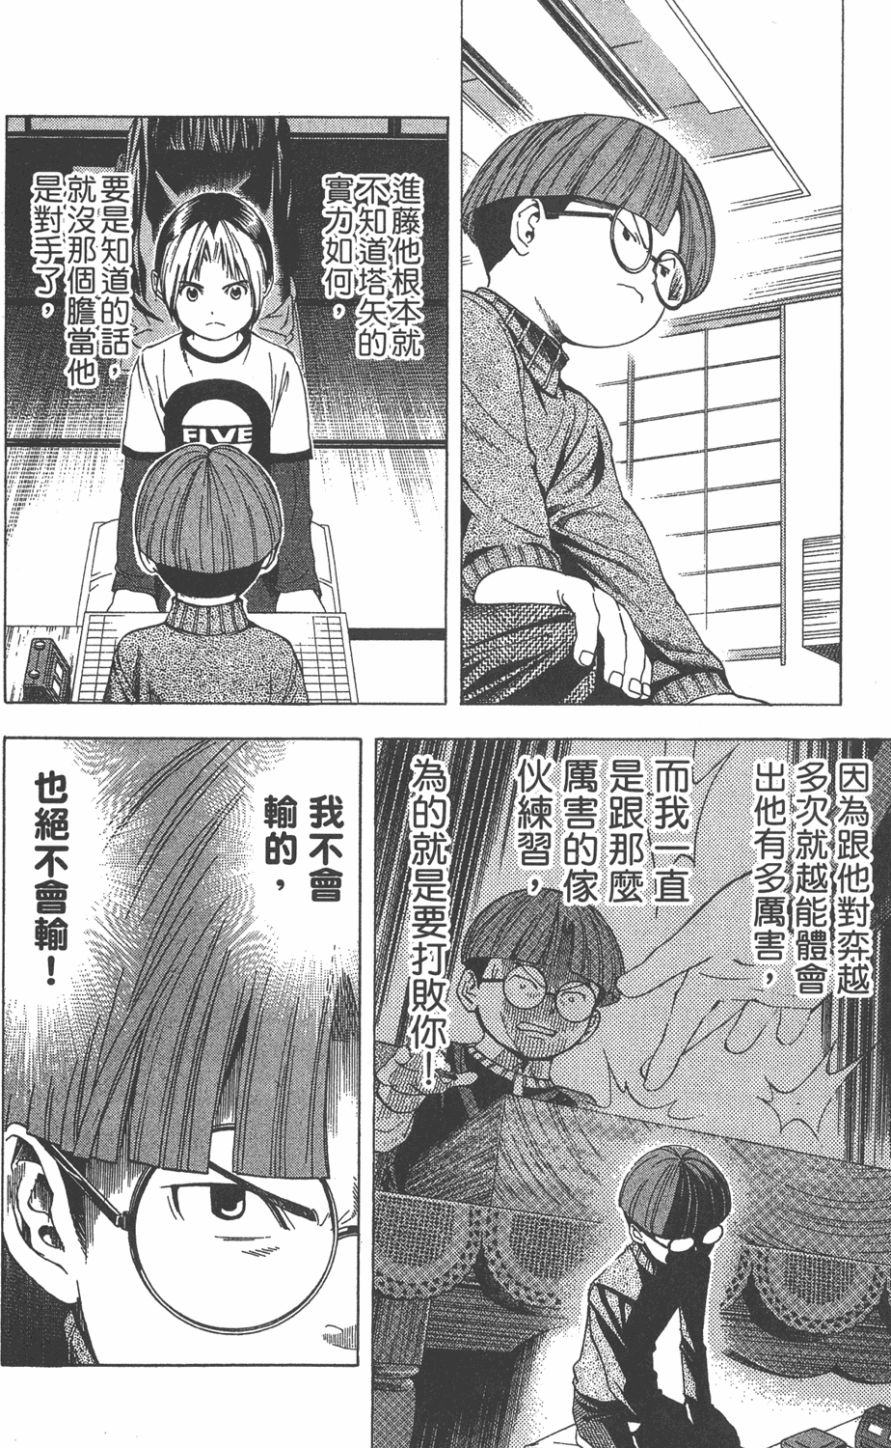 進藤他根本就
不知道塔矢的
實力如何，
要是知道的話，
就沒那個膽當他
是對手了，
FIVE
因為跟他對弈越
多次就越能體會
出他有多厲害，
而我一直
是跟那麼
厲害的傢
伙練習，
為的就是要打敗你！
我不會
輸的，
也絕不會輸！